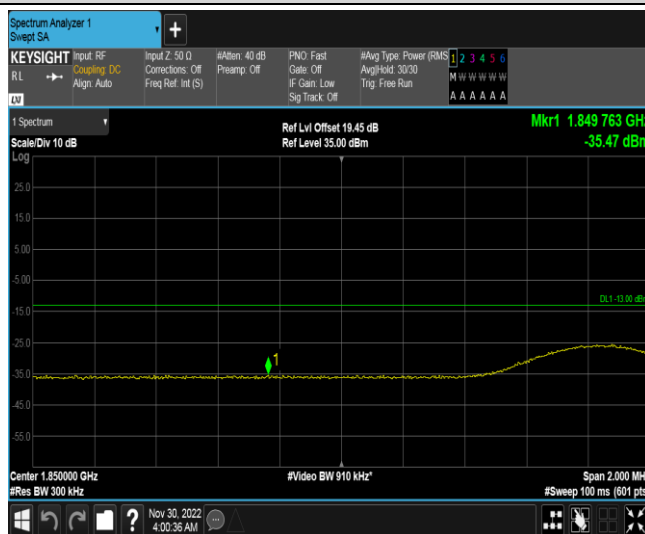 Spectrum Analyzer 1
Swept SA
KEYSIGHT
RL
LXI
Input: RF
Coupling: DC
Align: Auto
Input Z: 50 Ω
Corrections: Off
Freq Ref: Int (S)
#Atten: 40 dB
Preamp: Off
PNO: Fast
Gate: Off
IF Gain: Low
Sig Track: Off
#Avg Type: Power (RMS
Avg|Hold: 30/30
Trig: Free Run
1 2 3 4 5 6
M W W W W W
A A A A A A
1 Spectrum
Scale/Div 10 dB
Ref Lvl Offset 19.45 dB
Ref Level 35.00 dBm
Mkr1 1.849 763 GHz
-35.47 dBm
Log
25.0
15.0
5.00
-5.00
-15.0
-25.0
-35.0
-45.0
-55.0
DL1 -13.00 dBm
1
Center 1.850000 GHz
#Res BW 300 kHz
#Video BW 910 kHz*
Span 2.000 MH
#Sweep 100 ms (601 pts
?
Nov 30, 2022
4:00:36 AM